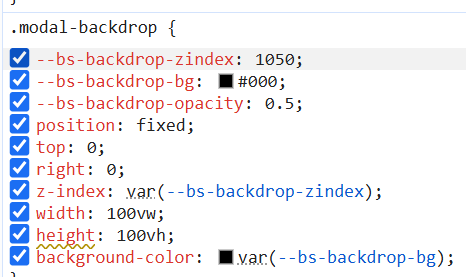 }
.modal-backdrop {
--bs-backdrop-zindex: 1050;
--bs-backdrop-bg: #000;
--bs-backdrop-opacity: 0.5;
position: fixed;
top: 0;
right: 0;
z-index: var(--bs-backdrop-zindex);
width: 100vw;
height: 100vh;
background-color: var(--bs-backdrop-bg);
}